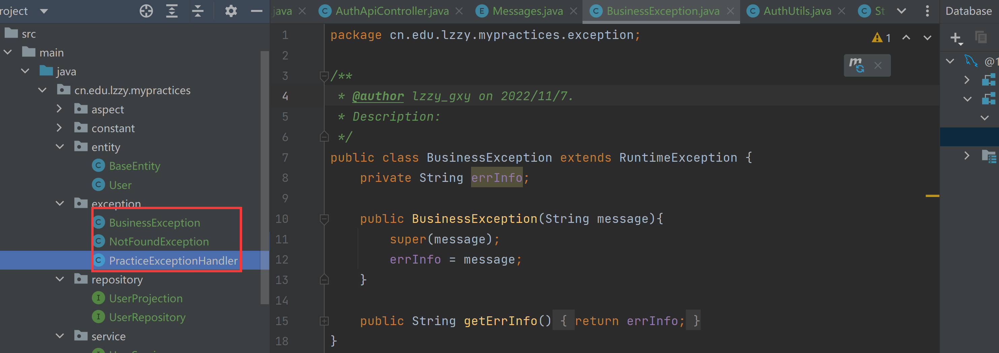 roject
java
AuthApiController.java
Messages.java
BusinessException.java
AuthUtils.java
St
Database
src
main
java
cn.edu.lzzy.mypractices
aspect
constant
entity
BaseEntity
User
exception
BusinessException
NotFoundException
PracticeExceptionHandler
repository
UserProjection
UserRepository
service
1 package cn.edu.lzzy.mypractices.exception;
2
3 /**
4 * @author lzzy_gxy on 2022/11/7.
5 * Description:
6 */
7 public class BusinessException extends RuntimeException {
8 private String errInfo;
9
10 public BusinessException(String message){
11 super(message);
12 errInfo = message;
13 }
14
15 public String getErrInfo() { return errInfo; }
18 }
1
@1